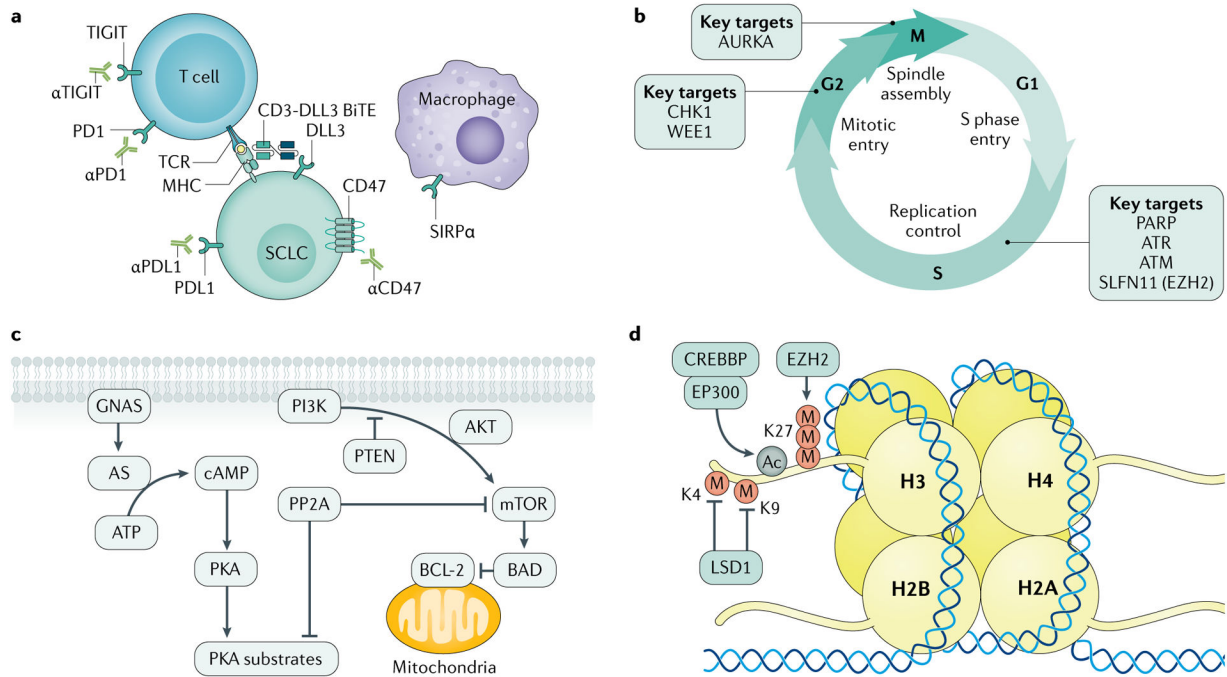 a
TIGIT
αTIGIT
PD1
αPD1
T cell
TCR
MHC
CD3-DLL3 BiTE
DLL3
CD47
SCLC
αPDL1
PDL1
αCD47
Macrophage
SIRPα
b
Key targets
AURKA
Key targets
CHK1
WEE1
M
G2
G1
S
Spindle
assembly
Mitotic
entry
S phase
entry
Replication
control
Key targets
PARP
ATR
ATM
SLFN11 (EZH2)
c
GNAS
AS
ATP
cAMP
PKA
PKA substrates
PI3K
PTEN
AKT
PP2A
mTOR
BCL-2
BAD
Mitochondria
d
CREBBP
EP300
EZH2
M
M
M
K27
Ac
M
K4
M
K9
LSD1
H3
H4
H2B
H2A